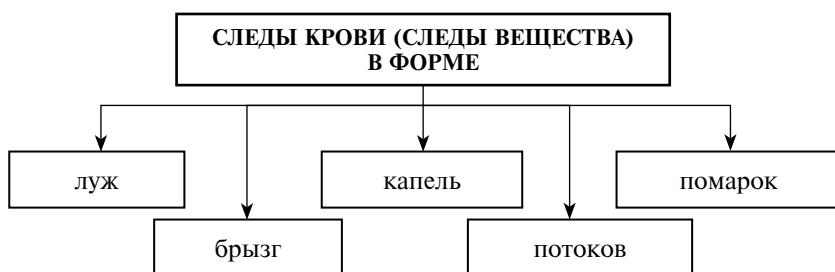 СЛЕДЫ КРОВИ (СЛЕДЫ ВЕЩЕСТВА)
В ФОРМЕ
луж
капель
помарок
брызг
потоков